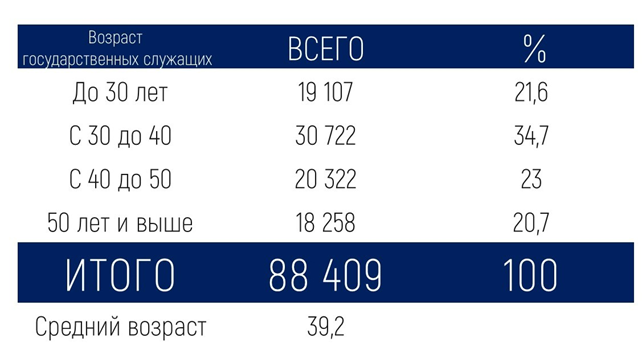 Возраст
государственных служащих ВСЕГО %
До 30 лет 19 107 21,6
С 30 до 40 30 722 34,7
С 40 до 50 20 322 23
50 лет и выше 18 258 20,7
ИТОГО 88 409 100
Средний возраст 39,2